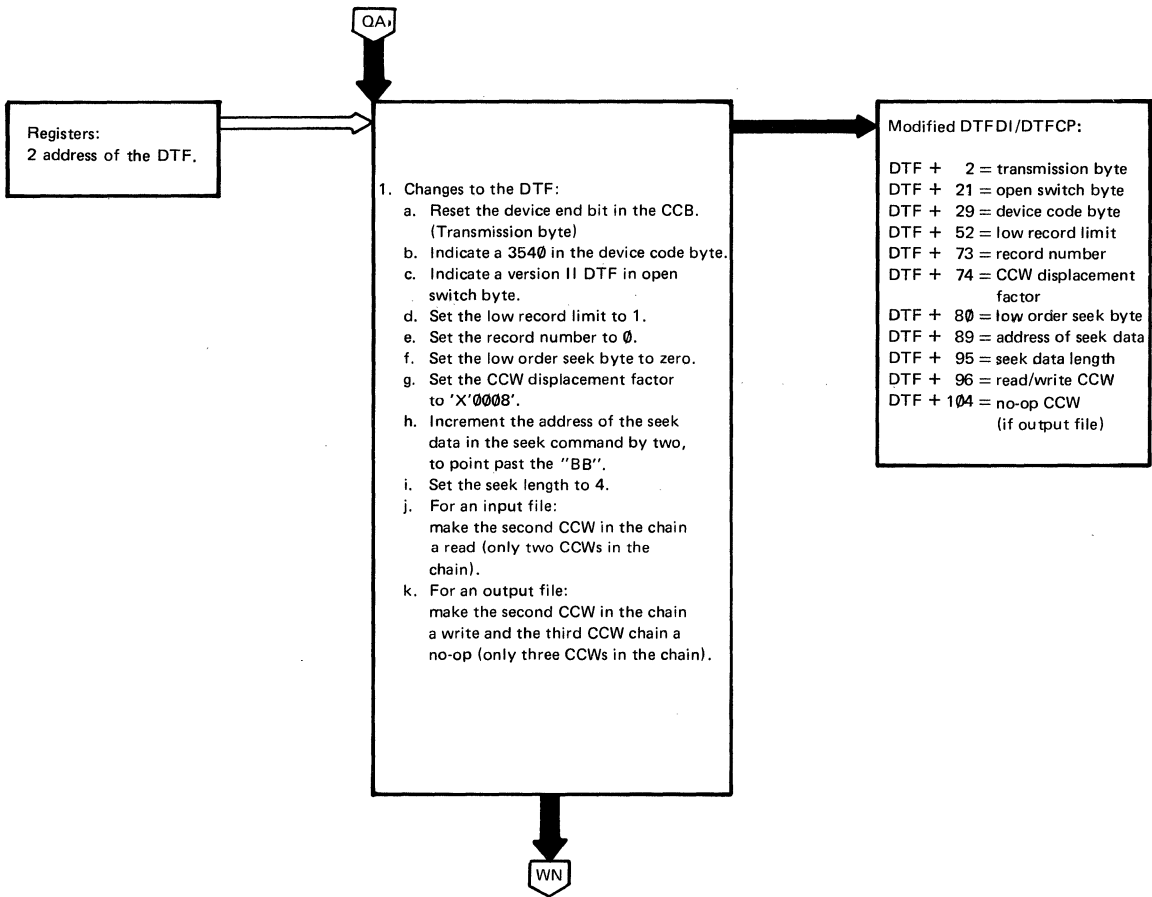 QA
Registers:
2 address of the DTF.
1. Changes to the DTF:
a. Reset the device end bit in the CCB.
(Transmission byte)
b. Indicate a 3540 in the device code byte.
c. Indicate a version II DTF in open
switch byte.
d. Set the low record limit to 1.
e. Set the record number to 0.
f. Set the low order seek byte to zero.
g. Set the CCW displacement factor
to 'X'0008'.
h. Increment the address of the seek
data in the seek command by two,
to point past the "BB".
i. Set the seek length to 4.
j. For an input file:
make the second CCW in the chain
a read (only two CCWs in the
chain).
k. For an output file:
make the second CCW in the chain
a write and the third CCW chain a
no-op (only three CCWs in the chain).
Modified DTFDI/DTFCP:
DTF + 2 = transmission byte
DTF + 21 = open switch byte
DTF + 29 = device code byte
DTF + 52 = low record limit
DTF + 73 = record number
DTF + 74 = CCW displacement
factor
DTF + 80 = low order seek byte
DTF + 89 = address of seek data
DTF + 95 = seek data length
DTF + 96 = read/write CCW
DTF + 104 = no-op CCW
(if output file)
WN